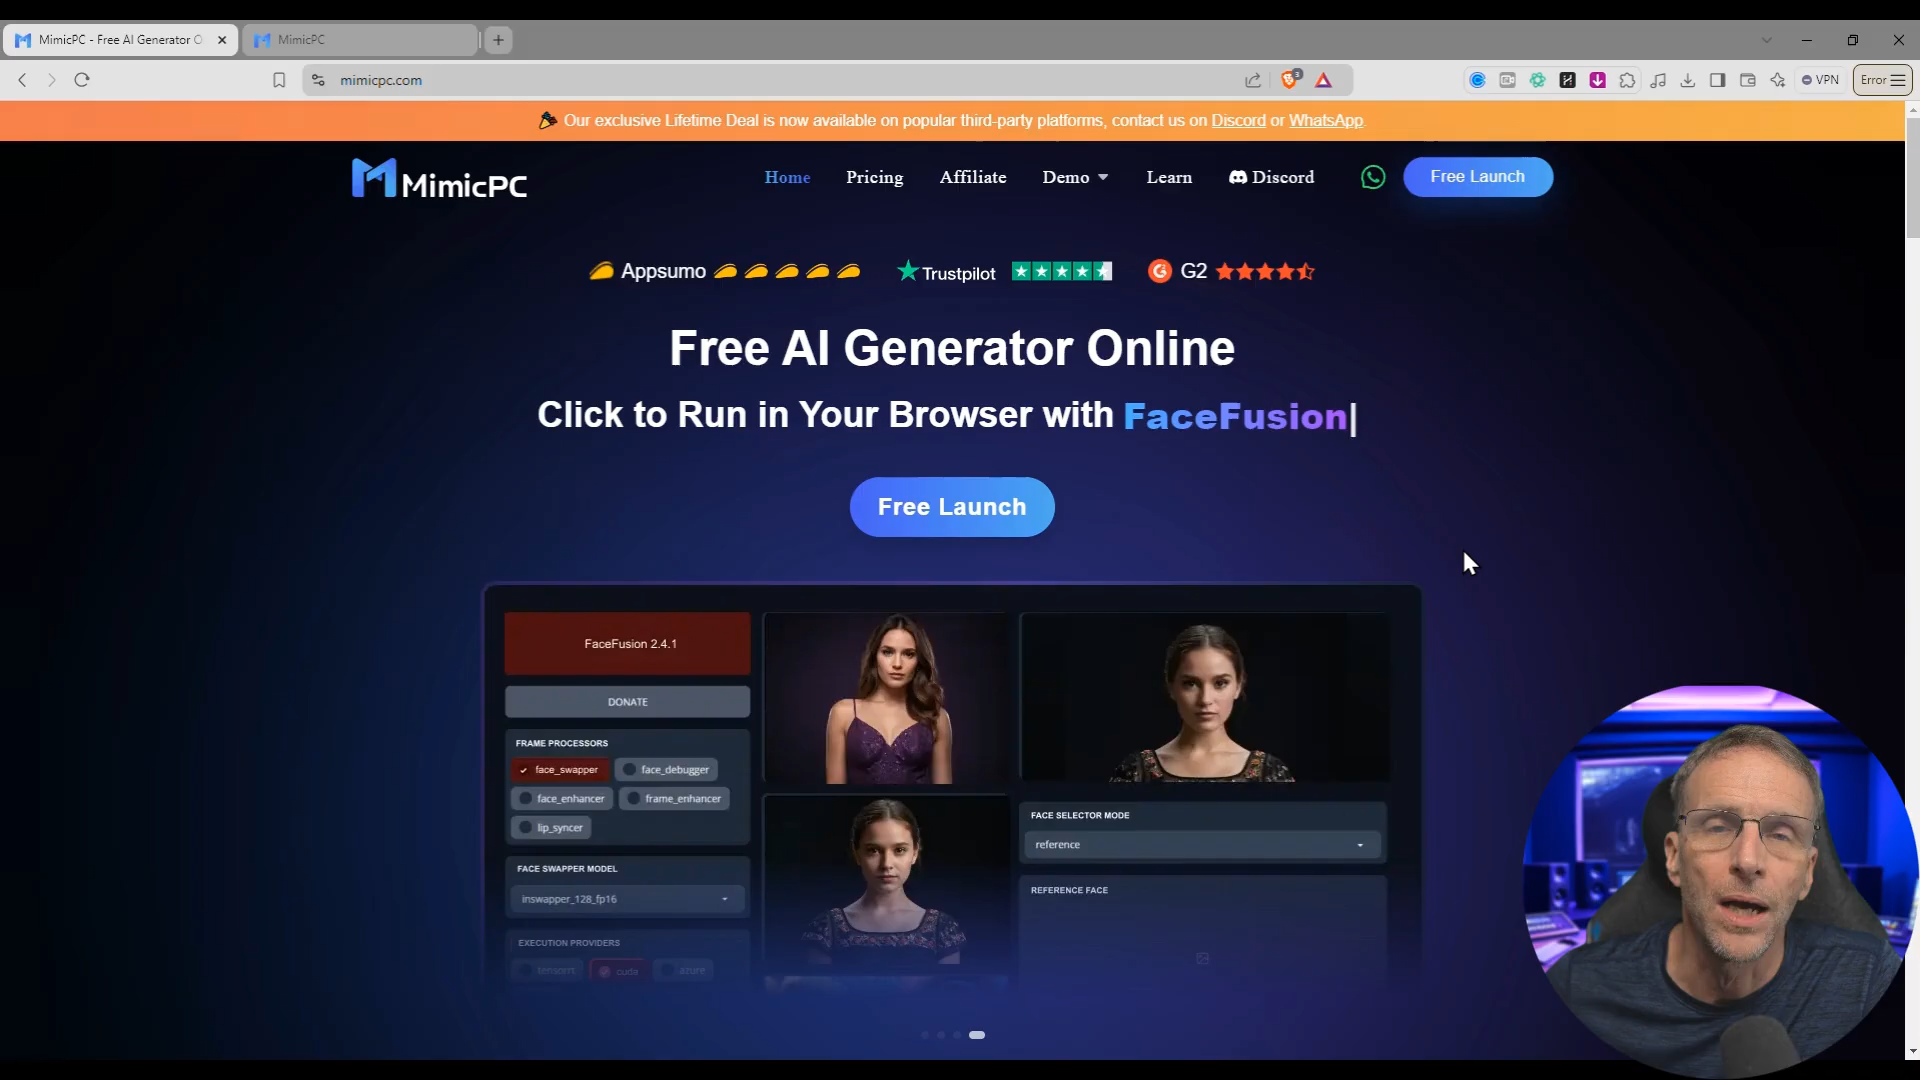 MimicPC - Free AI Generator O
MimicPC
mimicpc.com
3
VPN
Error
Our exclusive Lifetime Deal is now available on popular third-party platforms, contact us on Discord or WhatsApp.
MimicPC
Home
Pricing
Affiliate
Demo
Learn
Discord
Free Launch
Appsumo
Trustpilot
G2
Free AI Generator Online
Click to Run in Your Browser with FaceFusion|
Free Launch
FaceFusion 2.4.1
DONATE
FRAME PROCESSORS
face_swapper
face_debugger
face_enhancer
frame_enhancer
lip_syncer
FACE SWAPPER MODEL
inswapper_128_fp16
EXECUTION PROVIDERS
tensorrt
cuda
azure
FACE SELECTOR MODE
reference
REFERENCE FACE